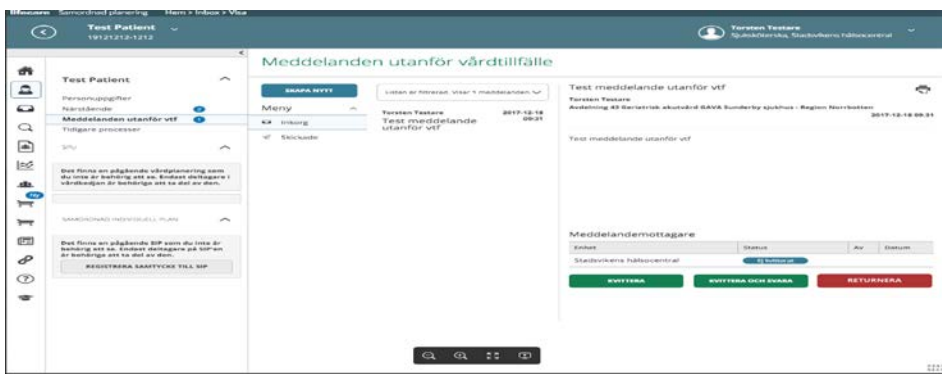 lifecare Samordnad planering Hem > Inbox > Visa
Test Patient
19121212-1212
Torsten Testare
Sjuksköterska, Stadsvikens hälsocentral
Test Patient
Personuppgifter
Närstående
Meddelanden utanför vtf
Tidigare processer
SPU
Det finns en pågående vårdplanering som
du inte är behörig att se. Endast deltagare i
vårdkedjan är behöriga att ta del av den.
SAMORDNAD INDIVIDUELL PLAN
Det finns en pågående SIP som du inte är
behörig att se. Endast deltagare på SIP'en
är behöriga att ta del av den.
REGISTRERA SAMTYCKE TILL SIP
Meddelanden utanför vårdtillfälle
SKAPA NYTT
Meny
Inkorg
Skickade
Listan är filtrerad. Visar 1 meddelanden.
Torsten Testare 2017-12-18
09:31
Test meddelande
utanför vtf
Test meddelande utanför vtf
Torsten Testare
Avdelning 43 Geriatrisk akutvård GAVA Sunderby sjukhus - Region Norrbotten
2017-12-18 09:31
Test meddelande utanför vtf
Meddelandemottagare
Enhet Status Av Datum
Stadsvikens hälsocentral Ej kvitterat
KVITTERA KVITTERA OCH SVARA RETURNERA